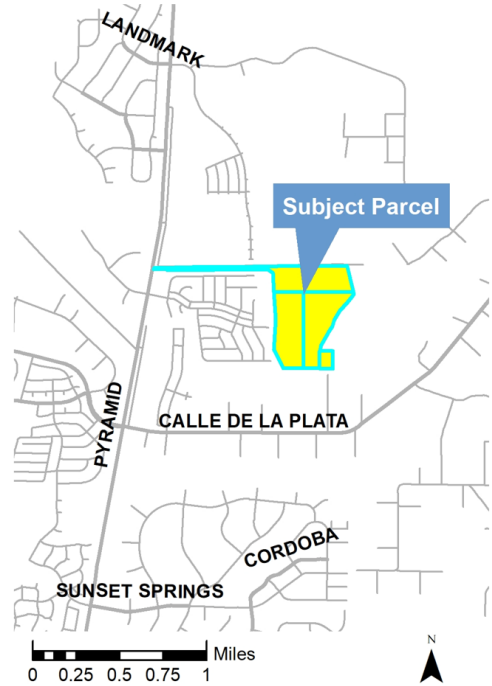 LANDMARK
Subject Parcel
PYRAMID
CALLE DE LA PLATA
CORDOBA
SUNSET SPRINGS
Miles
0 0.25 0.5 0.75 1
N